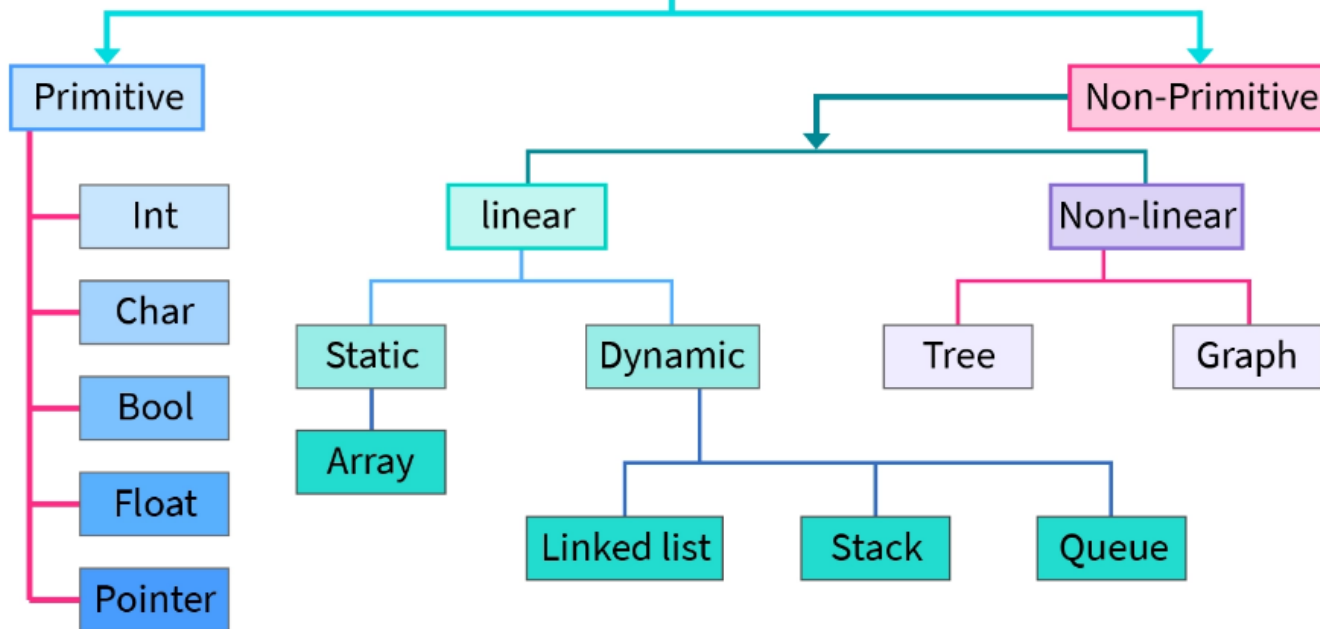 Primitive
Non-Primitive
Int
linear
Non-linear
Char
Static
Dynamic
Tree
Graph
Bool
Array
Float
Linked list
Stack
Queue
Pointer